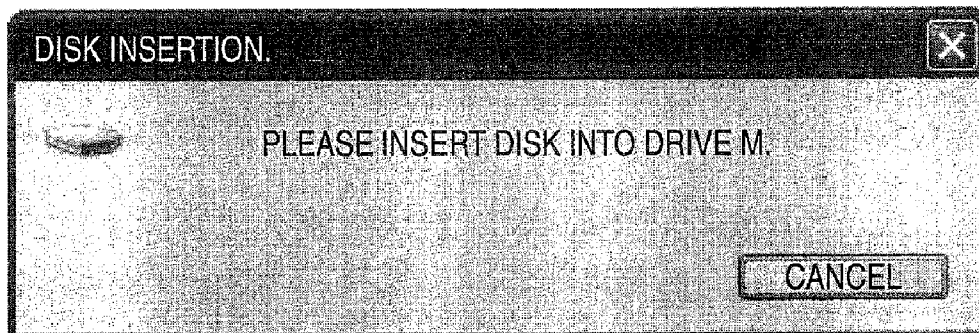 DISK INSERTION.
PLEASE INSERT DISK INTO DRIVE M.
CANCEL